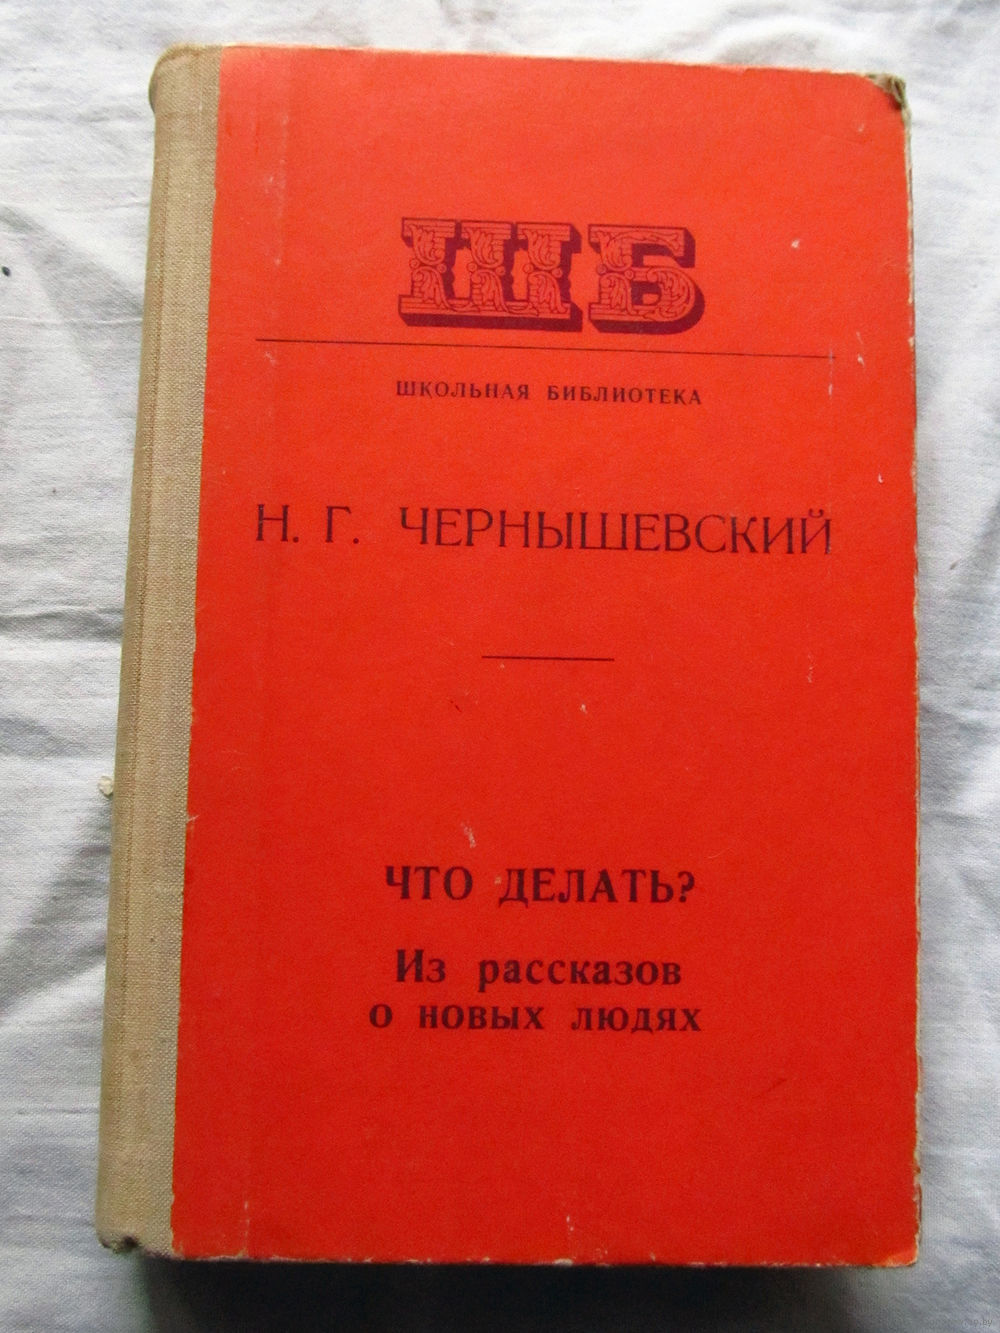 ШБ
ШКОЛЬНАЯ БИБЛИОТЕКА
Н. Г. ЧЕРНЫШЕВСКИЙ
ЧТО ДЕЛАТЬ?
Из рассказов
о новых людях